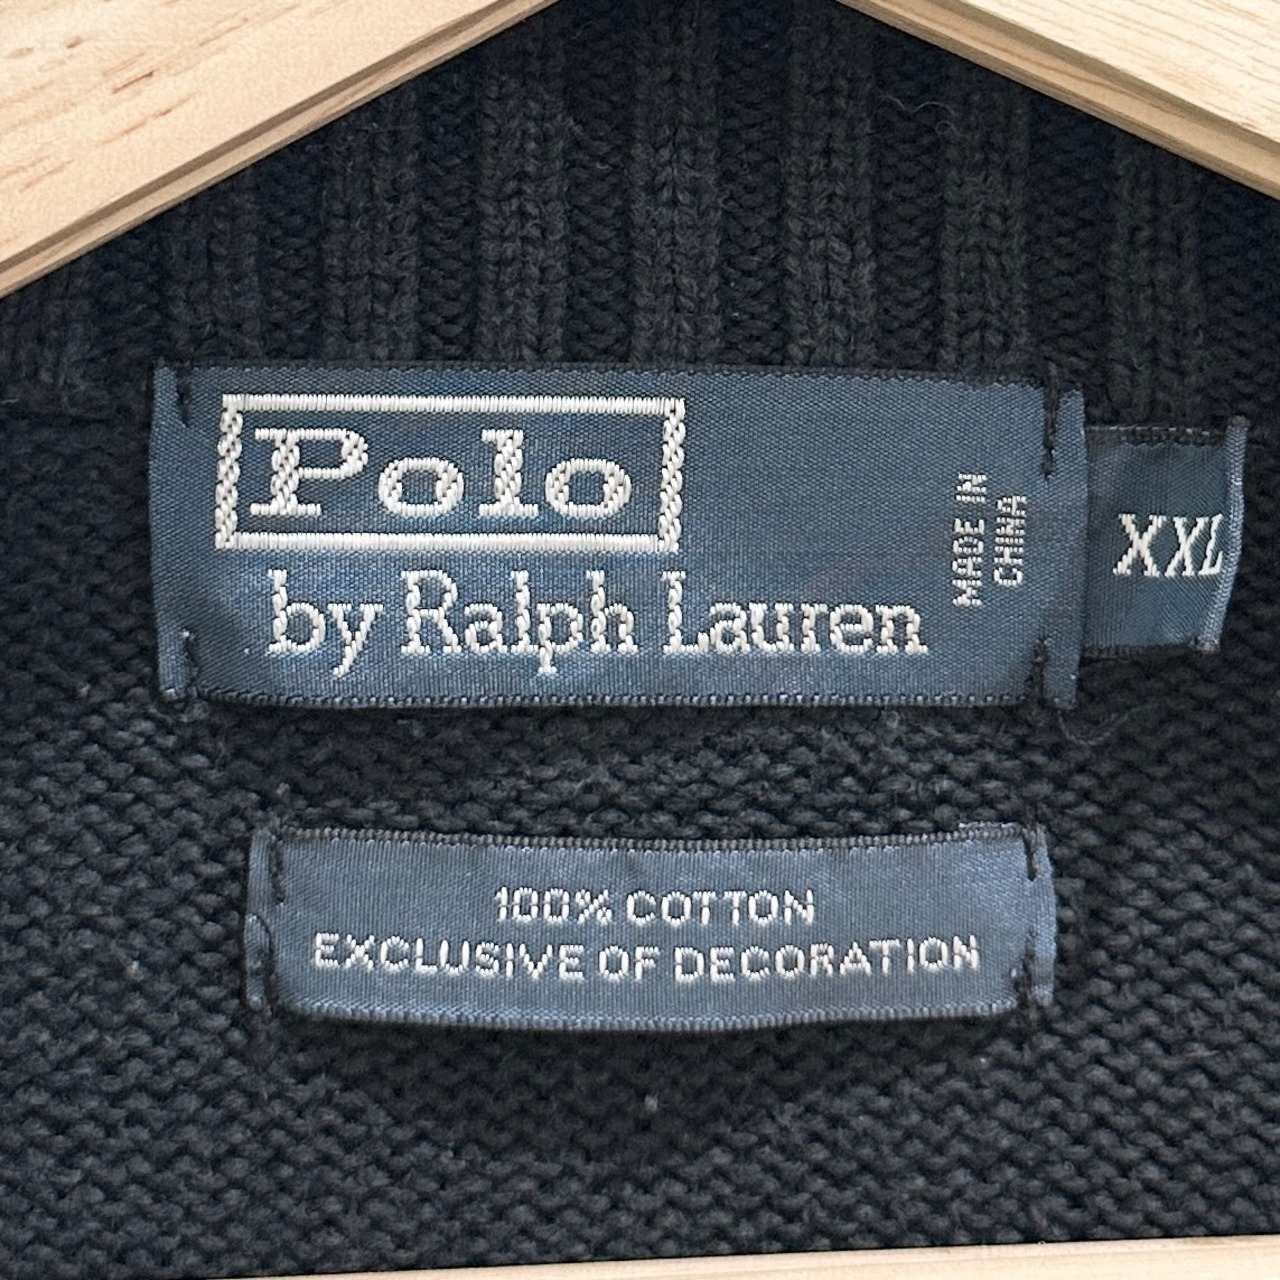 Polo
by Ralph Lauren
MADE IN
CHINA
XXL
100% COTTON
EXCLUSIVE OF DECORATION